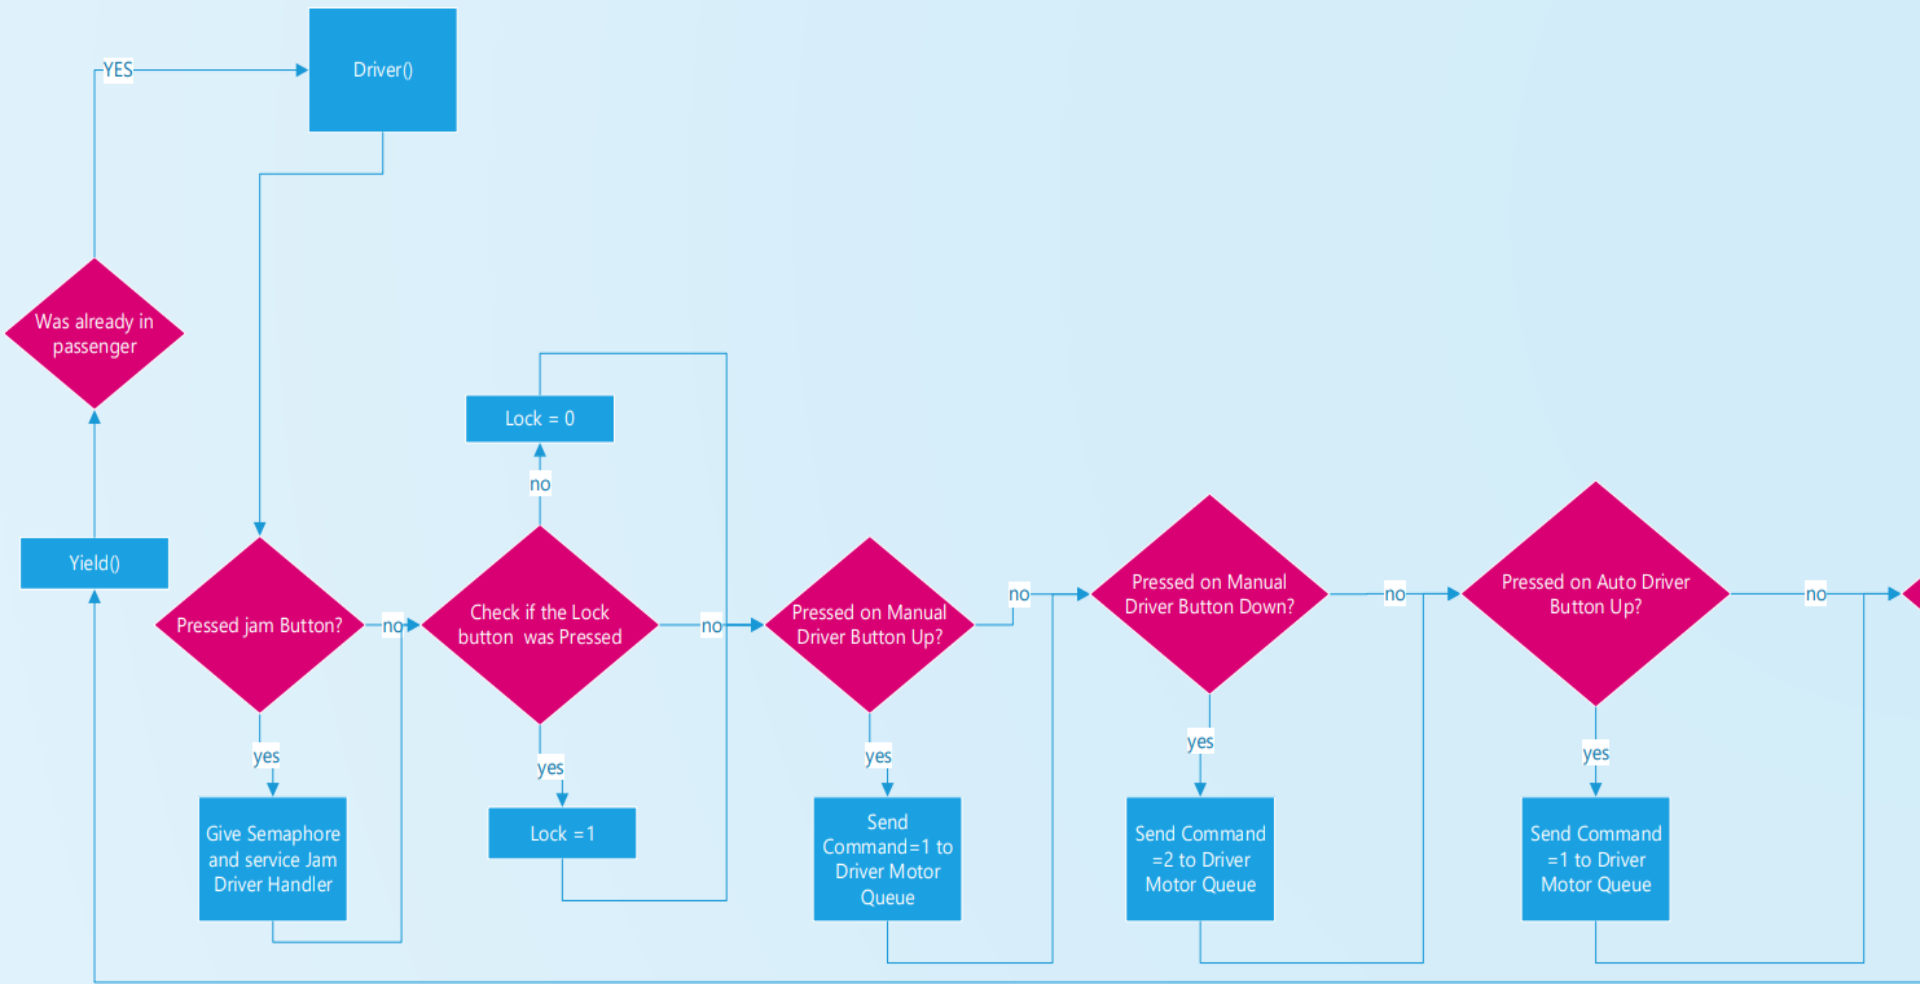 YES
Driver()
Was already in
passenger
Lock = 0
no
Yield()
Pressed jam Button?
no
Check if the Lock
button  was Pressed
no
Pressed on Manual
Driver Button Up?
no
Pressed on Manual
Driver Button Down?
no
Pressed on Auto Driver
Button Up?
no
yes
yes
yes
yes
yes
Give Semaphore
and service Jam
Driver Handler
Lock =1
Send
Command=1 to
Driver Motor
Queue
Send Command
=2 to Driver
Motor Queue
Send Command
=1 to Driver
Motor Queue